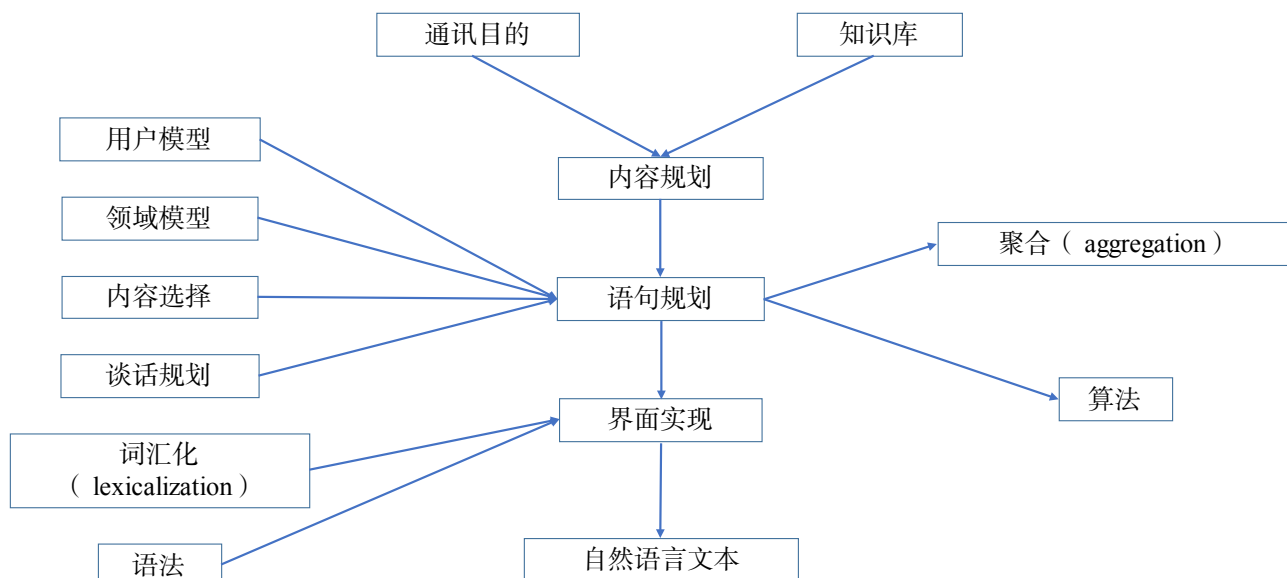 通讯目的
知识库
用户模型
内容规划
领域模型
聚合（ aggregation ）
内容选择
语句规划
谈话规划
算法
界面实现
词汇化
（ lexicalization ）
语法
自然语言文本